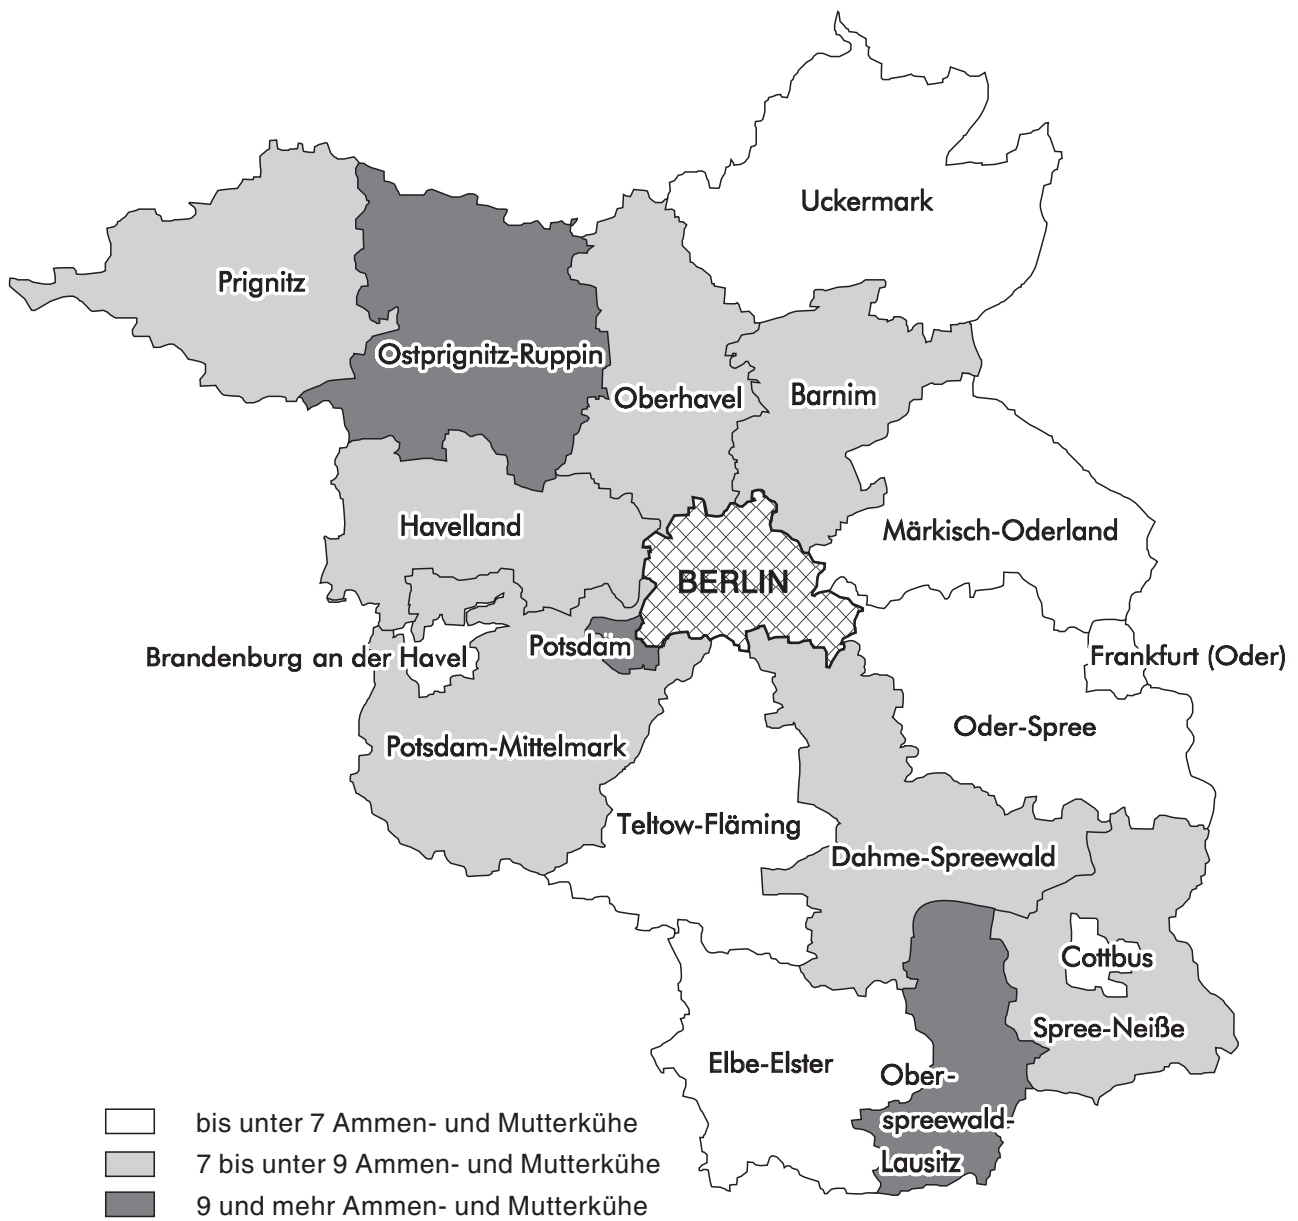 Uckermark
Prignitz
Ostprignitz-Ruppin
Oberhavel
Barnim
Havelland
Märkisch-Oderland
BERLIN
Potsdam
Brandenburg an der Havel
Frankfurt (Oder)
Oder-Spree
Potsdam-Mittelmark
Teltow-Fläming
Dahme-Spreewald
Cottbus
Spree-Neiße
Elbe-Elster
Ober-
spreewald-
Lausitz
bis unter 7 Ammen- und Mutterkühe
7 bis unter 9 Ammen- und Mutterkühe
9 und mehr Ammen- und Mutterkühe